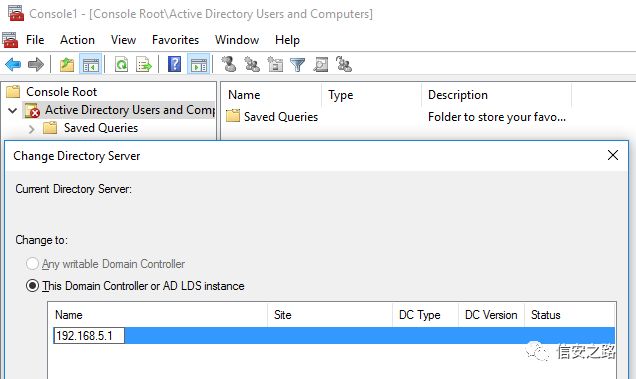 Console1 - [Console Root\Active Directory Users and Computers]
File Action View Favorites Window Help
Console Root
Active Directory Users and Comp
Saved Queries
Name Type Description
Saved Queries Folder to store your favo...
Change Directory Server
Current Directory Server:
Change to:
Any writable Domain Controller
This Domain Controller or AD LDS instance
Name Site DC Type DC Version Status
192.168.5.1
信安之路